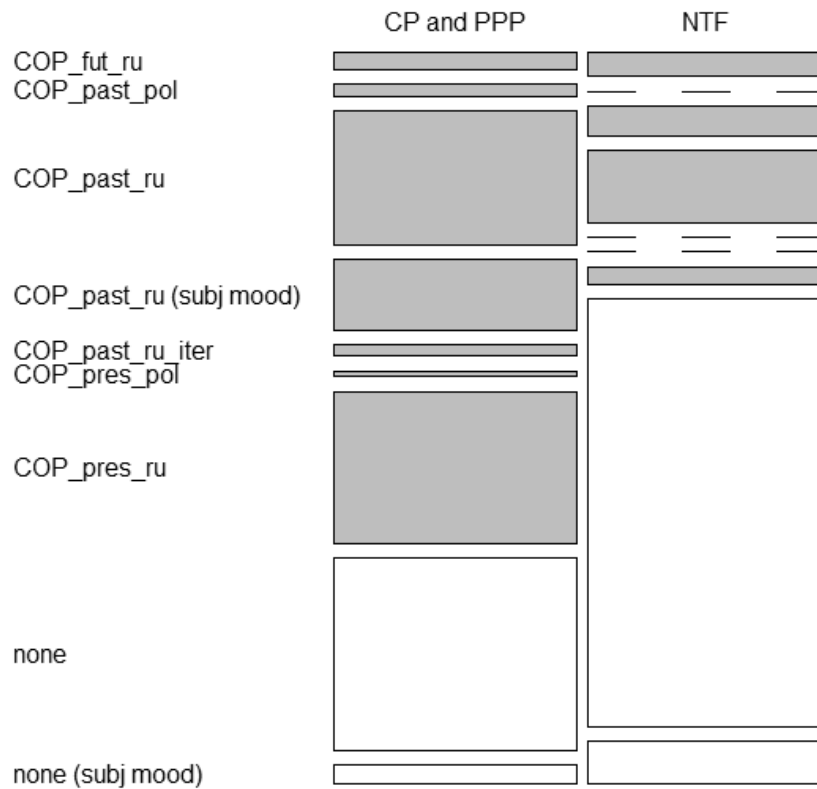 CP and PPP NTF
COP_fut_ru
COP_past_pol
COP_past_ru
COP_past_ru (subj mood)
COP_past_ru_iter
COP_pres_pol
COP_pres_ru
none
none (subj mood)